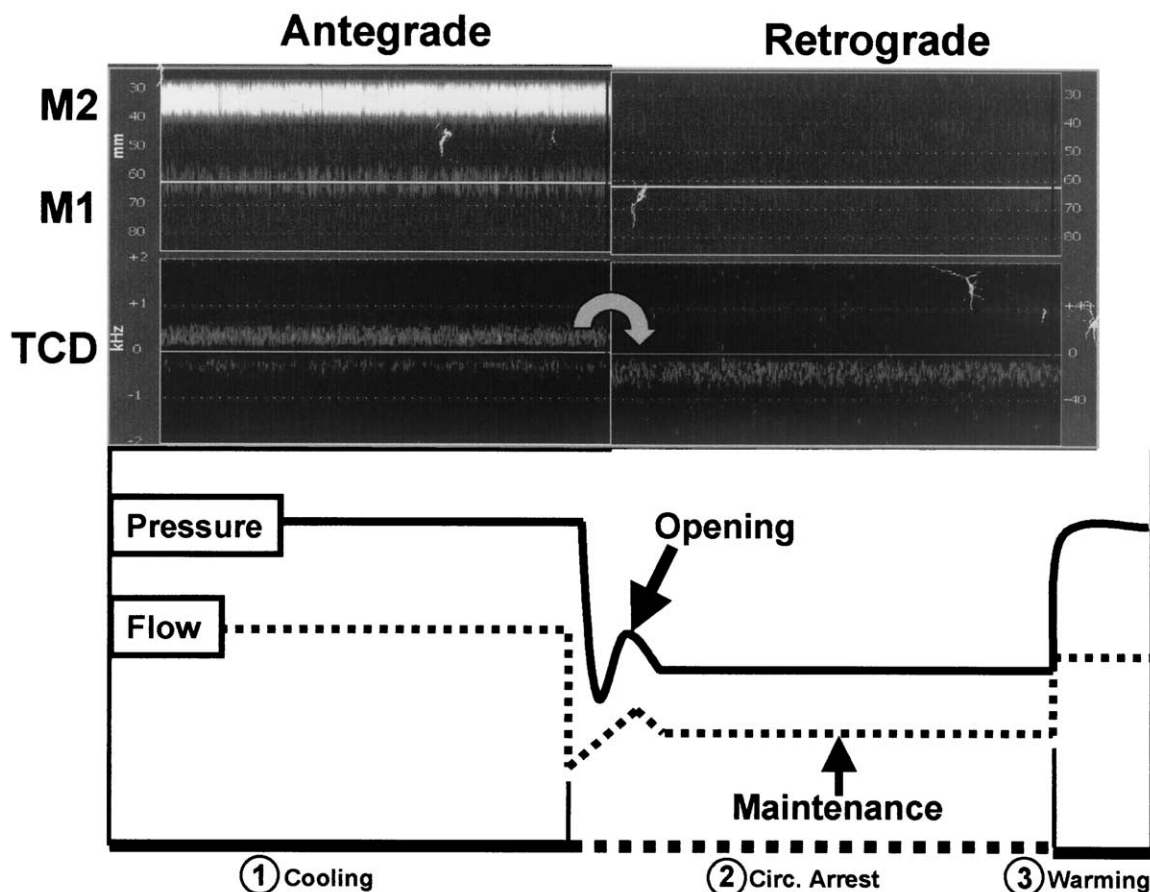 Antegrade
Retrograde
M2
M1
TCD
30
40
mm
50
60
70
80
+2
+1
kHz
0
-1
-2
30
40
50
60
70
80
0
-40
Pressure
Flow
Opening
Maintenance
1 Cooling
2 Circ. Arrest
3 Warming